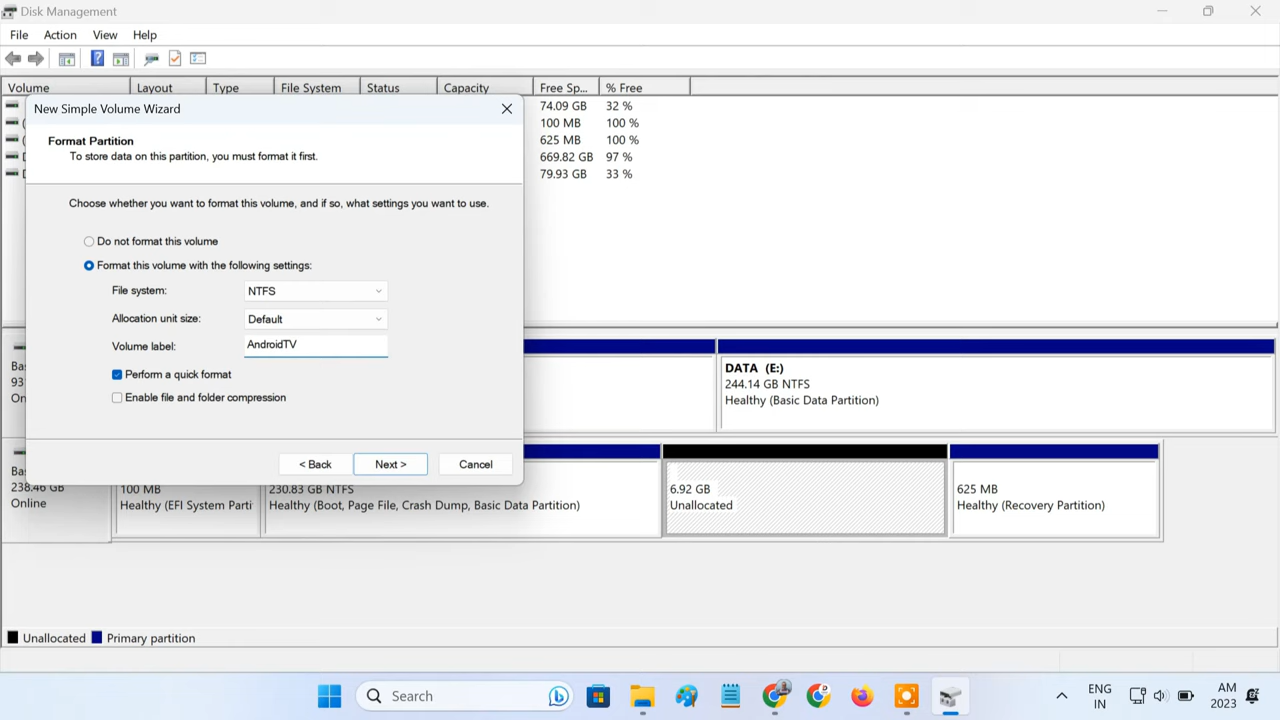 Disk Management
File Action View Help
Volume Layout Type File System Status Capacity Free Sp... % Free
74.09 GB 32 %
100 MB 100 %
625 MB 100 %
669.82 GB 97 %
79.93 GB 33 %
New Simple Volume Wizard
Format Partition
To store data on this partition, you must format it first.
Choose whether you want to format this volume, and if so, what settings you want to use.
Do not format this volume
Format this volume with the following settings:
File system: NTFS
Allocation unit size: Default
Volume label: AndroidTV
Perform a quick format
Enable file and folder compression
< Back Next > Cancel
Bas
93
On
DATA (E:)
244.14 GB NTFS
Healthy (Basic Data Partition)
Bas
238.46 GB
Online
100 MB
Healthy (EFI System Parti
230.83 GB NTFS
Healthy (Boot, Page File, Crash Dump, Basic Data Partition)
6.92 GB
Unallocated
625 MB
Healthy (Recovery Partition)
Unallocated Primary partition
Search
ENG
IN
AM
2023